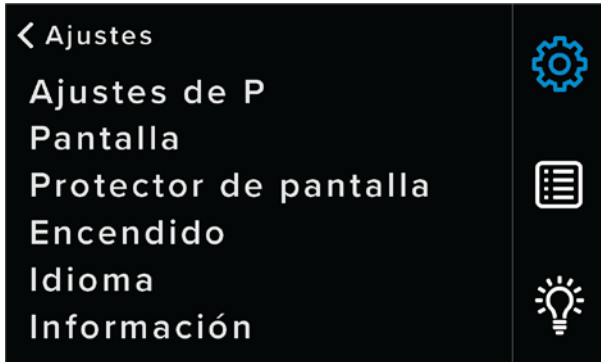 Ajustes
Ajustes de P
Pantalla
Protector de pantalla
Encendido
Idioma
Información